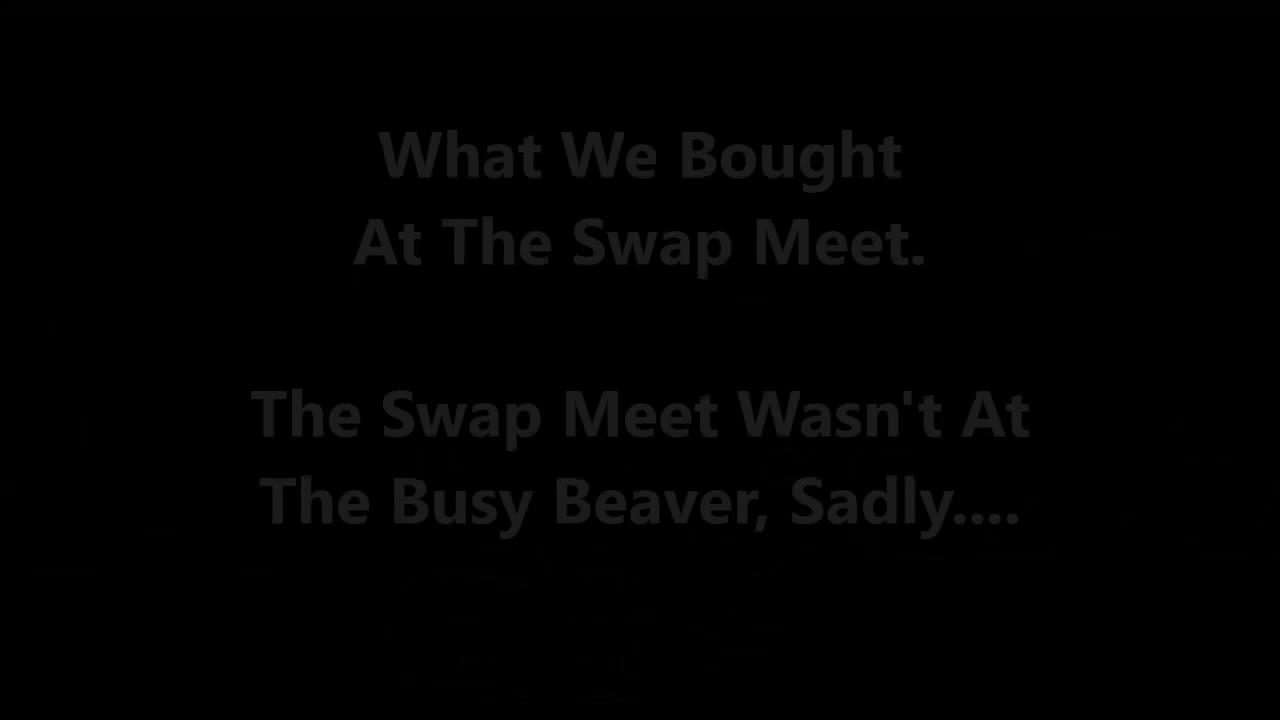 What We Bought
At The Swap Meet.
The Swap Meet Wasn't At
The Busy Beaver, Sadly....